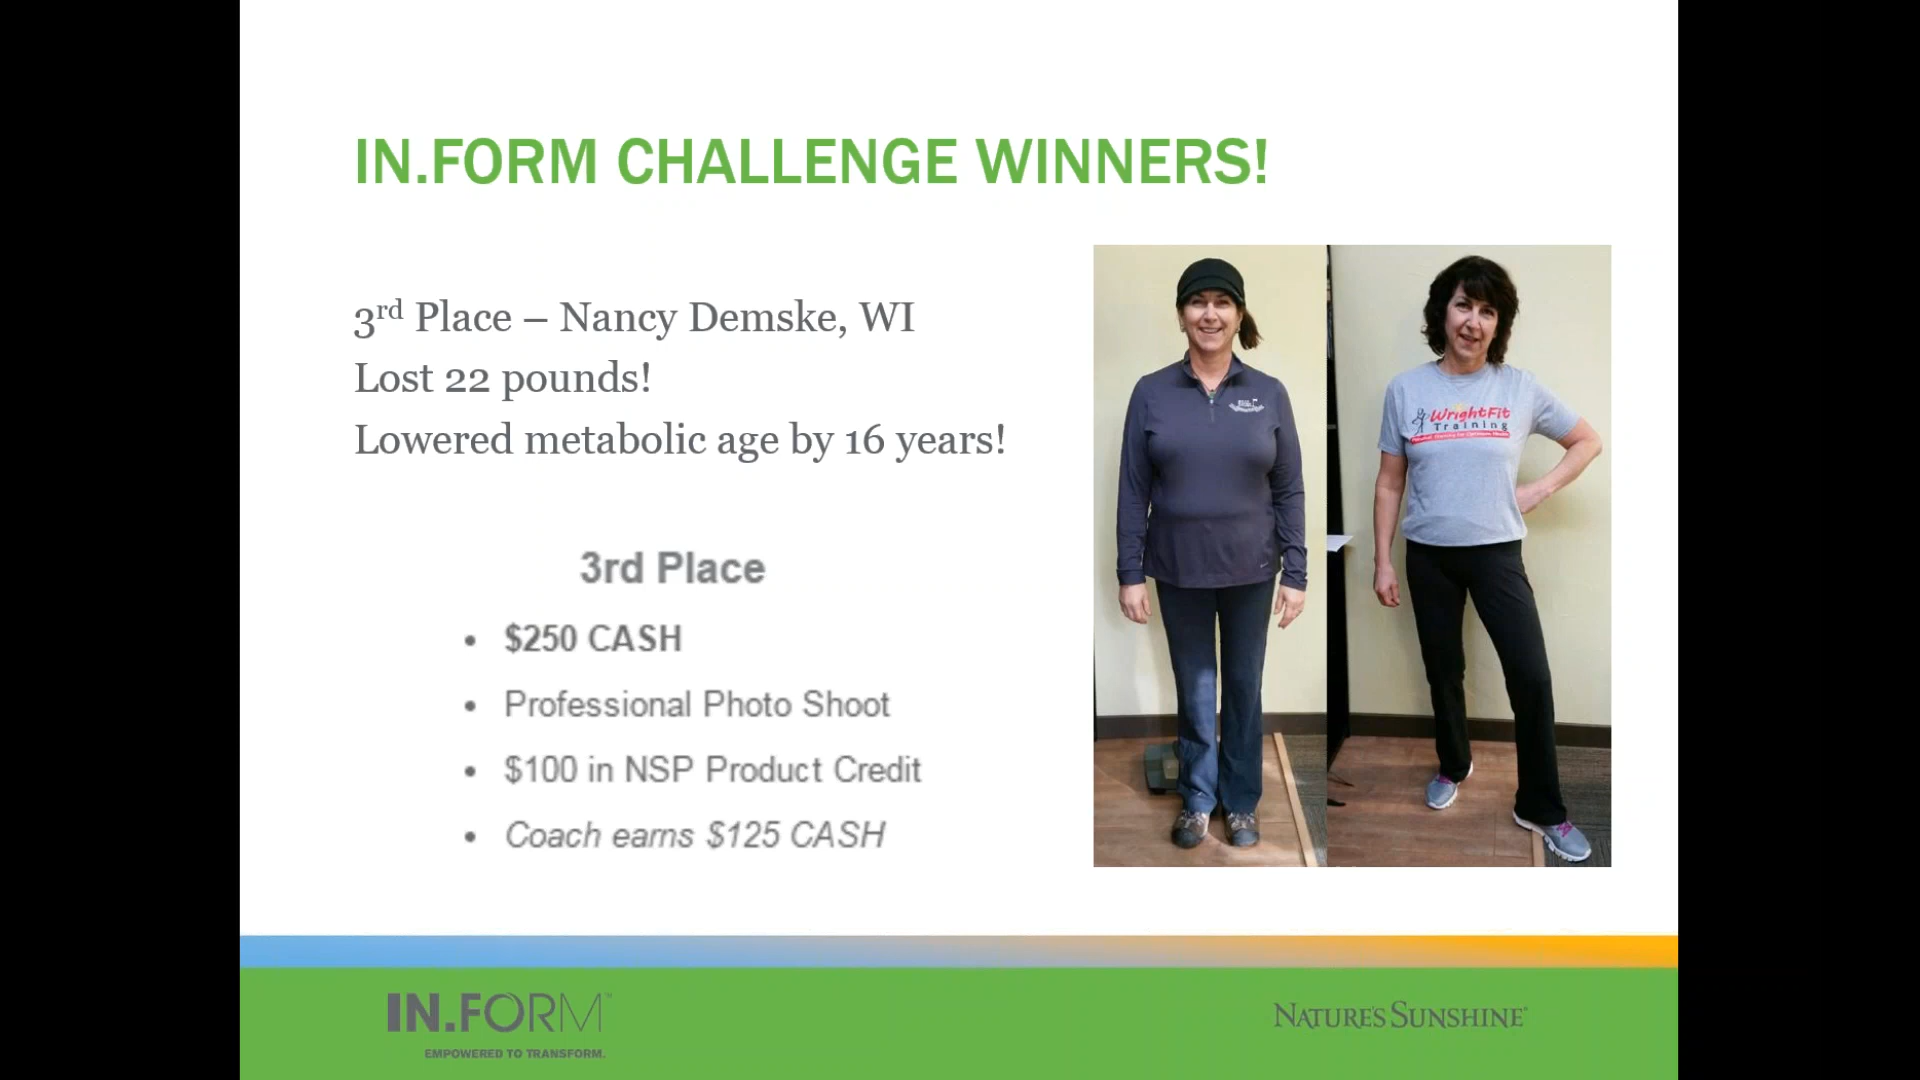 IN.FORM CHALLENGE WINNERS!
3rd Place – Nancy Demske, WI
Lost 22 pounds!
Lowered metabolic age by 16 years!
3rd Place
• $250 CASH
• Professional Photo Shoot
• $100 in NSP Product Credit
• Coach earns $125 CASH
WrightFit
Training
IN.FORM™
EMPOWERED TO TRANSFORM.
NATURE'S SUNSHINE